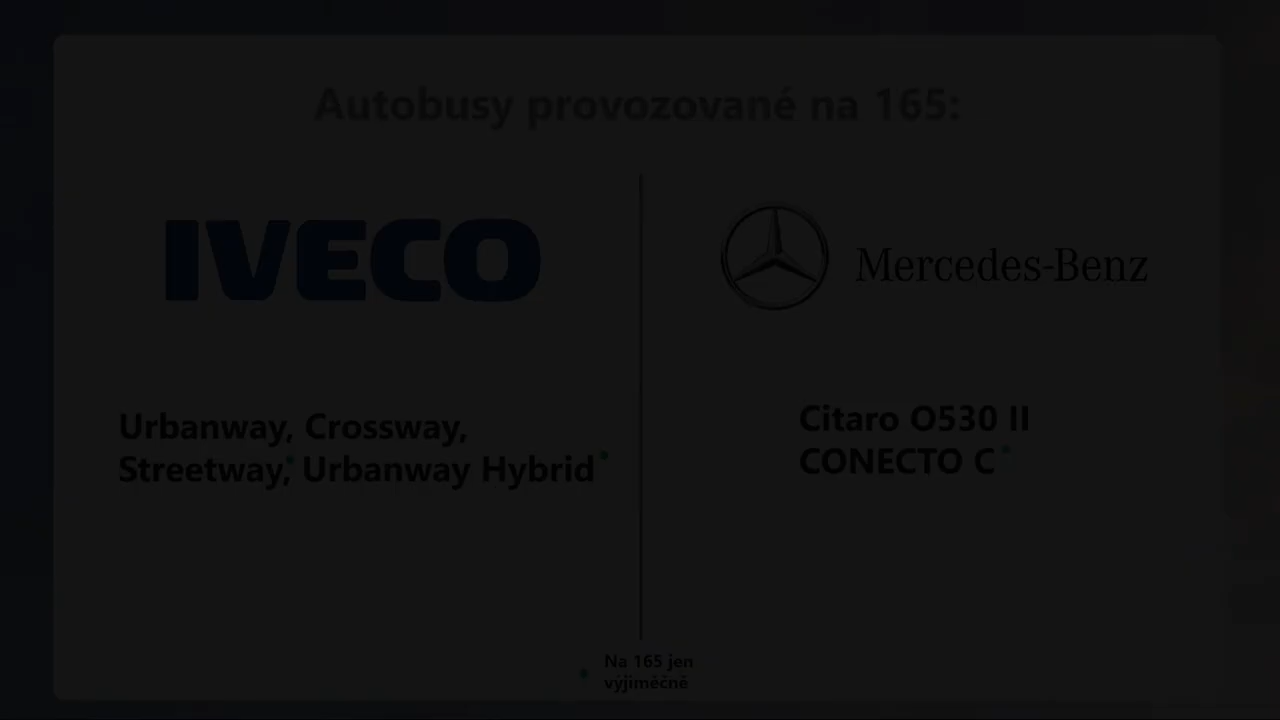 Autobusy provozované na 165:
IVECO
Mercedes-Benz
Urbanway, Crossway,
Streetway, Urbanway Hybrid
Citaro O530 II
CONECTO C
Na 165 jen
výjiměčně